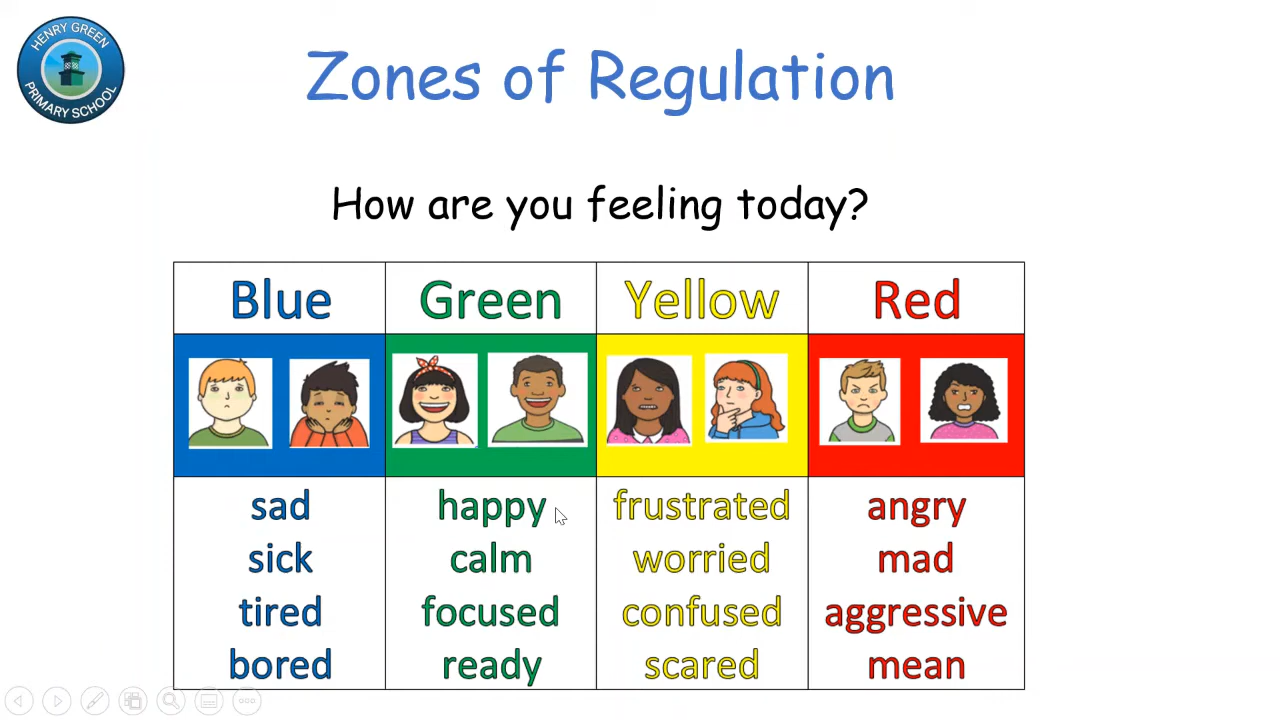 HENRY GREEN
PRIMARY SCHOOL
Zones of Regulation
How are you feeling today?
Blue Green Yellow Red
sad happy frustrated angry
sick calm worried mad
tired focused confused aggressive
bored ready scared mean